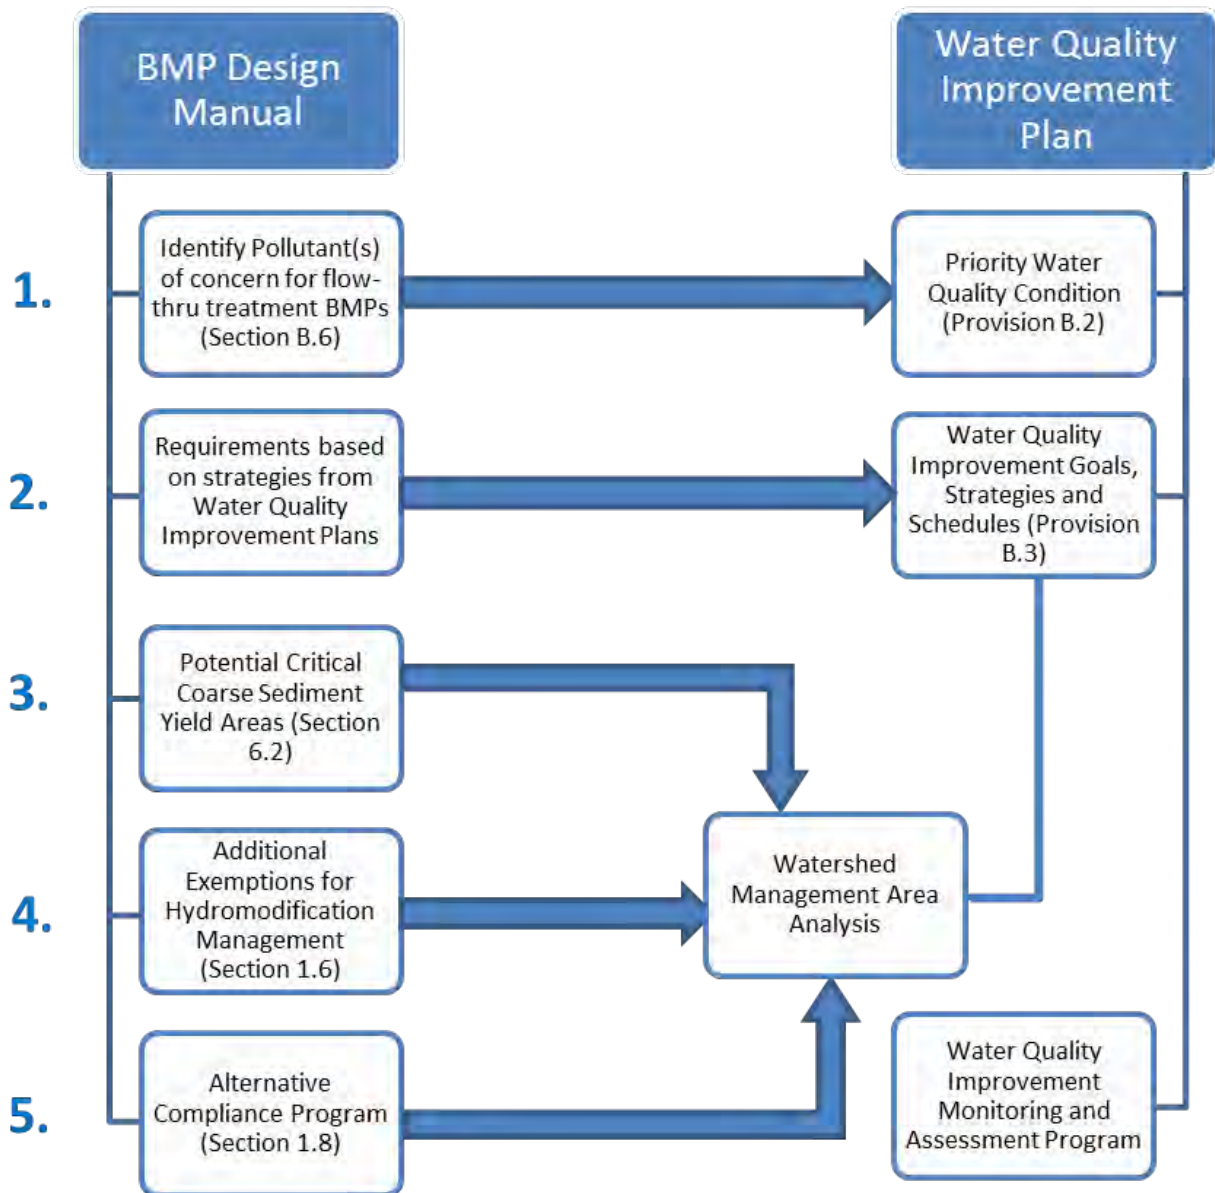 BMP Design
Manual
Water Quality
Improvement
Plan
1.
Identify Pollutant(s)
of concern for flow-
thru treatment BMPs
(Section B.6)
Priority Water
Quality Condition
(Provision B.2)
2.
Requirements based
on strategies from
Water Quality
Improvement Plans
Water Quality
Improvement Goals,
Strategies and
Schedules (Provision
B.3)
3.
Potential Critical
Coarse Sediment
Yield Areas (Section
6.2)
4.
Additional
Exemptions for
Hydromodification
Management
(Section 1.6)
Watershed
Management Area
Analysis
5.
Alternative
Compliance Program
(Section 1.8)
Water Quality
Improvement
Monitoring and
Assessment Program